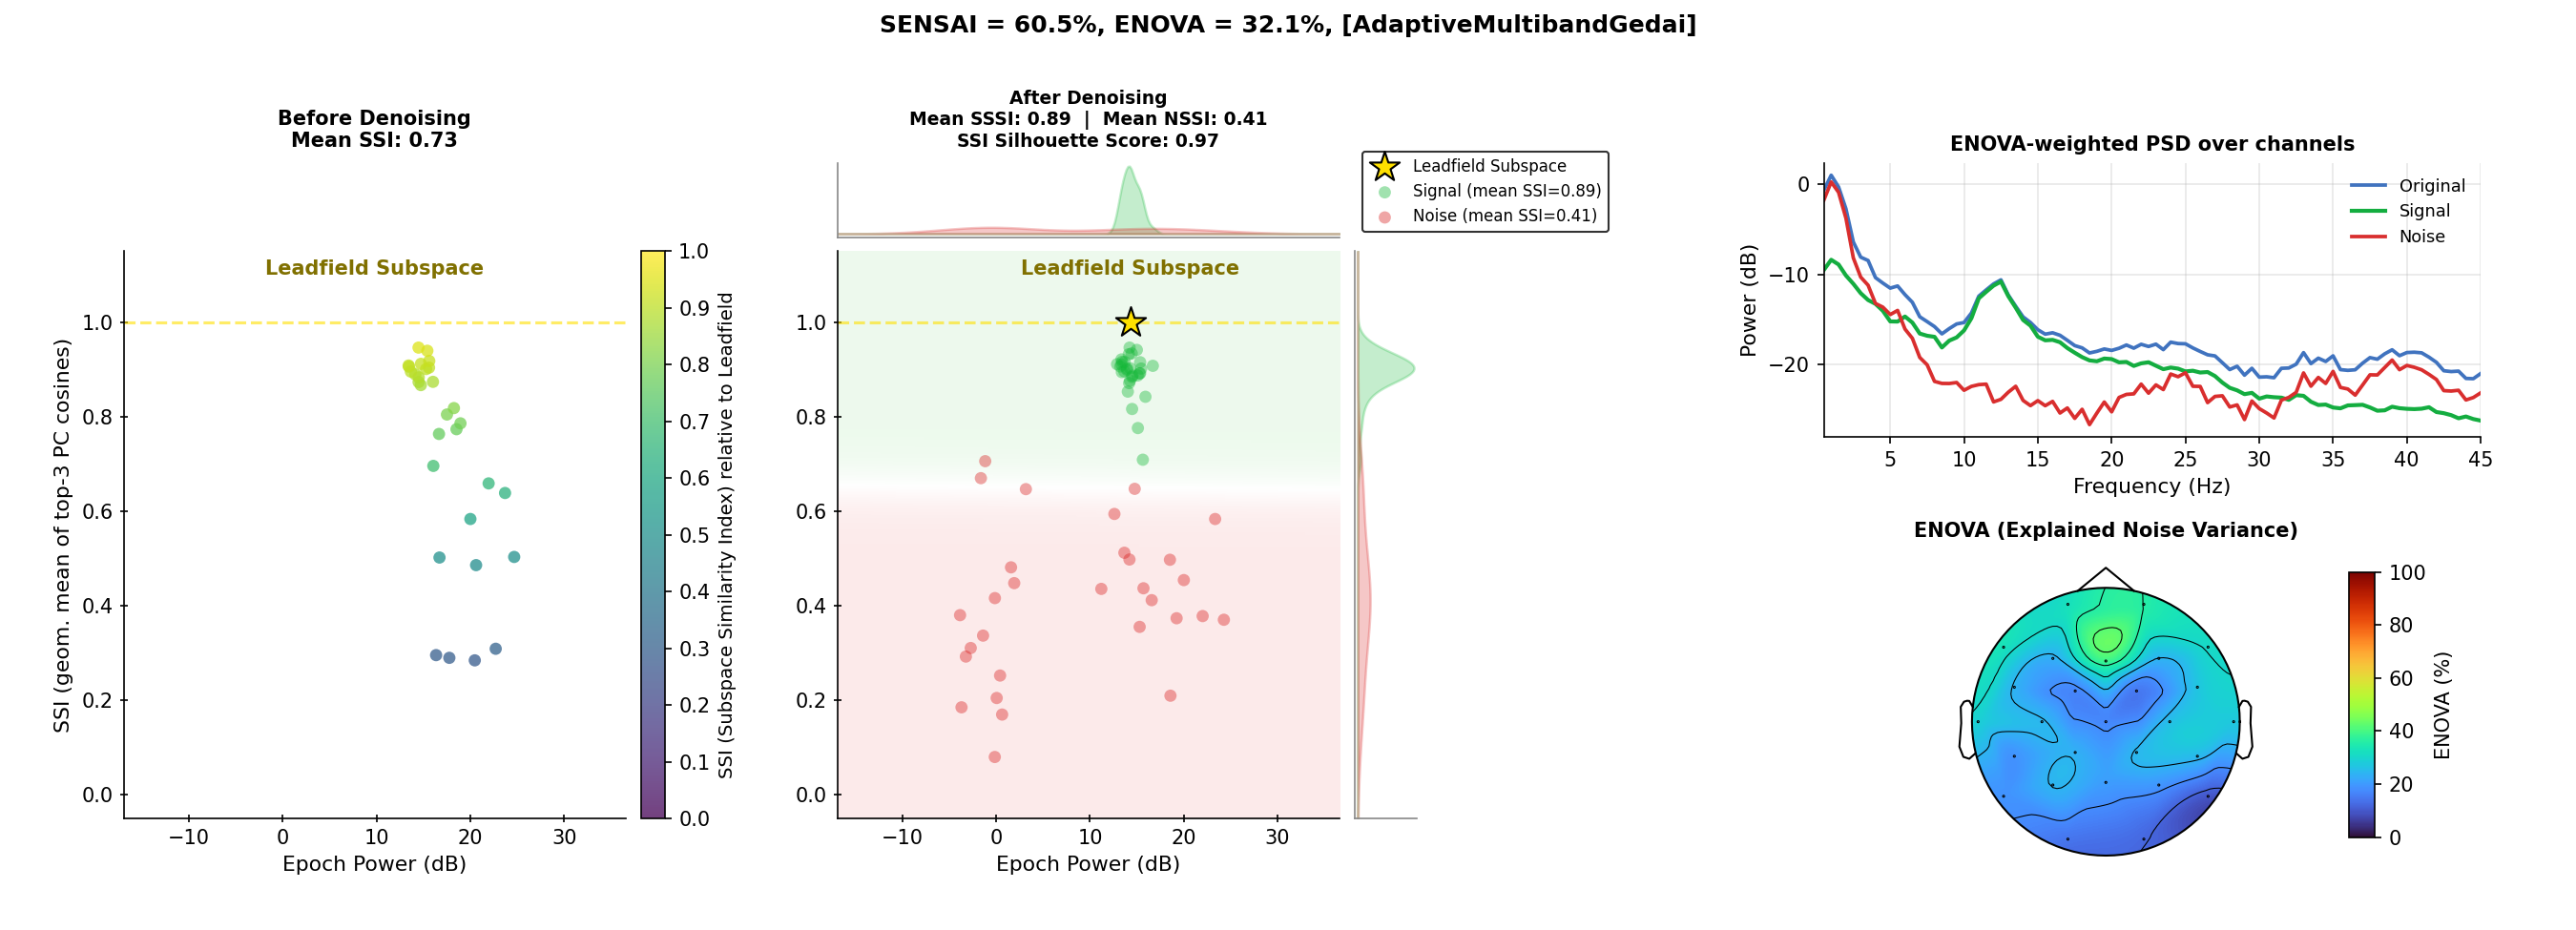 SENSAI = 60.5%, ENOVA = 32.1%, [AdaptiveMultibandGedai]
Before Denoising
Mean SSI: 0.73
Leadfield Subspace
SSI (geom. mean of top-3 PC cosines)
1.0
0.8
0.6
0.4
0.2
0.0
−10
0
10
20
30
Epoch Power (dB)
1.0
0.9
0.8
0.7
0.6
0.5
0.4
0.3
0.2
0.1
0.0
SSI (Subspace Similarity Index) relative to Leadfield
After Denoising
Mean SSSI: 0.89 | Mean NSSI: 0.41
SSI Silhouette Score: 0.97
Leadfield Subspace
Signal (mean SSI=0.89)
Noise (mean SSI=0.41)
Leadfield Subspace
1.0
0.8
0.6
0.4
0.2
0.0
−10
0
10
20
30
Epoch Power (dB)
ENOVA-weighted PSD over channels
Original
Signal
Noise
Power (dB)
0
−10
−20
5
10
15
20
25
30
35
40
45
Frequency (Hz)
ENOVA (Explained Noise Variance)
100
80
60
40
20
0
ENOVA (%)